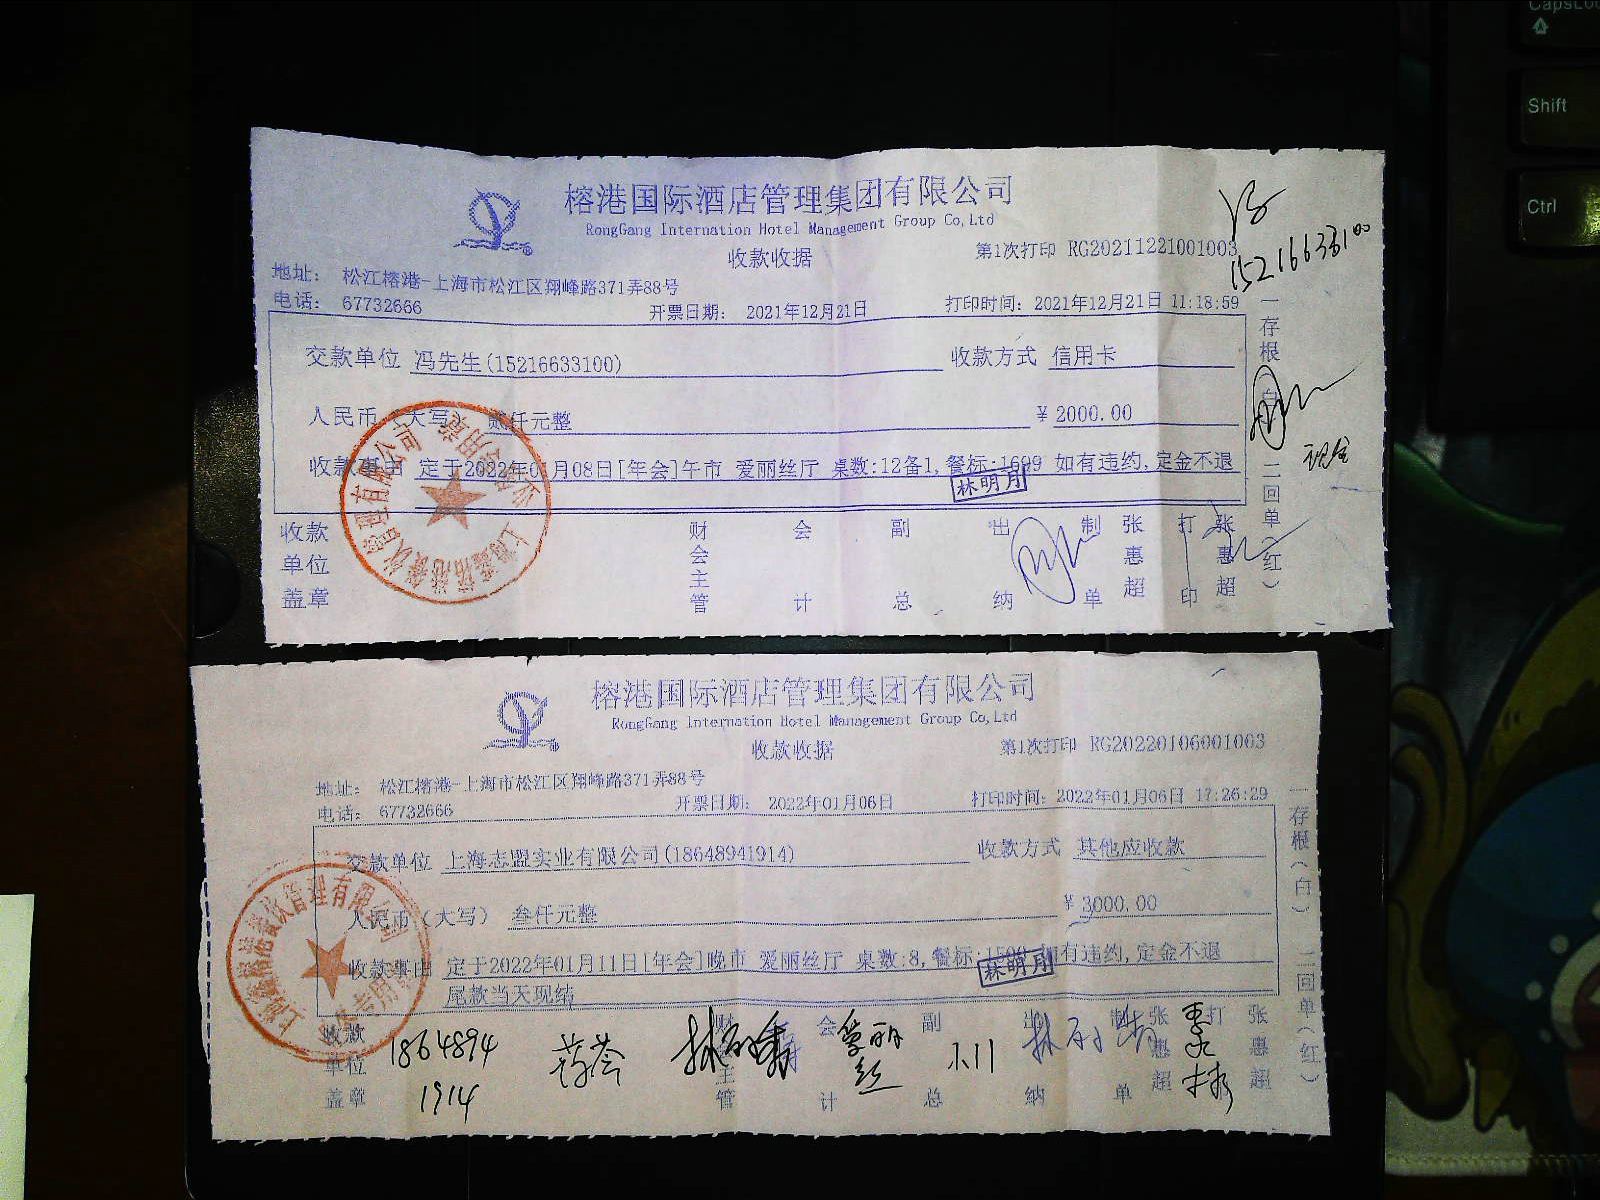 CapsLo
Shift
Ctrl
榕港国际酒店管理集团有限公司
RongGang Internation Hotel Management Group Co,Ltd
收款收据
第1次打印 RG20211221001003
15216633100
地址: 松江榕港-上海市松江区翔峰路371弄88号
电话: 67732666
开票日期: 2021年12月21日
打印时间: 2021年12月21日 11:18:59
交款单位 冯先生(15216633100)
收款方式 信用卡
人民币(大写) 贰仟元整
¥ 2000.00
收款事由 定于2022年01月08日[年会]午市 爱丽丝厅 桌数:12备1,餐标:1699 如有违约,定金不退
林明月
现金
收款单位盖章
财会主管
会计
副总
出纳
制单
张惠超
打印
张惠超
一存根(白) 二回单(红)
榕港国际酒店管理集团有限公司
RongGang Internation Hotel Management Group Co,Ltd
收款收据
第1次打印 RG20220106001003
地址: 松江榕港-上海市松江区翔峰路371弄88号
电话: 67732666
开票日期: 2022年01月06日
打印时间: 2022年01月06日 17:26:29
交款单位 上海志盟实业有限公司(18648941914)
收款方式 其他应收款
人民币(大写) 叁仟元整
¥ 3000.00
收款事由 定于2022年01月11日[年会]晚市 爱丽丝厅 桌数:8,餐标: 如有违约,定金不退
林明月
尾款当天现结
收款单位盖章
1864894
1914
财会主管
会计
副总
出纳
制单
张惠超
打
张惠超
一存根(白) 二回单(红)